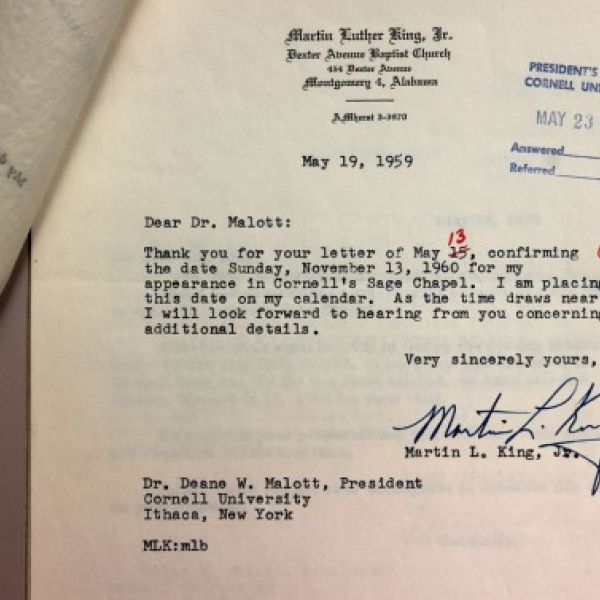 Martin Luther King, Jr.
Dexter Avenue Baptist Church
454 Dexter Avenue
Montgomery 4, Alabama
AMherst 3-3970
PRESIDENT'S
CORNELL UNI
MAY 23
Answered
Referred
May 19, 1959
Dear Dr. Malott:
13
Thank you for your letter of May 15, confirming
the date Sunday, November 13, 1960 for my
appearance in Cornell's Sage Chapel. I am placing
this date on my calendar. As the time draws near
I will look forward to hearing from you concerning
additional details.
Very sincerely yours,
Martin L. King
Martin L. King, Jr.
Dr. Deane W. Malott, President
Cornell University
Ithaca, New York
MLK:mlb